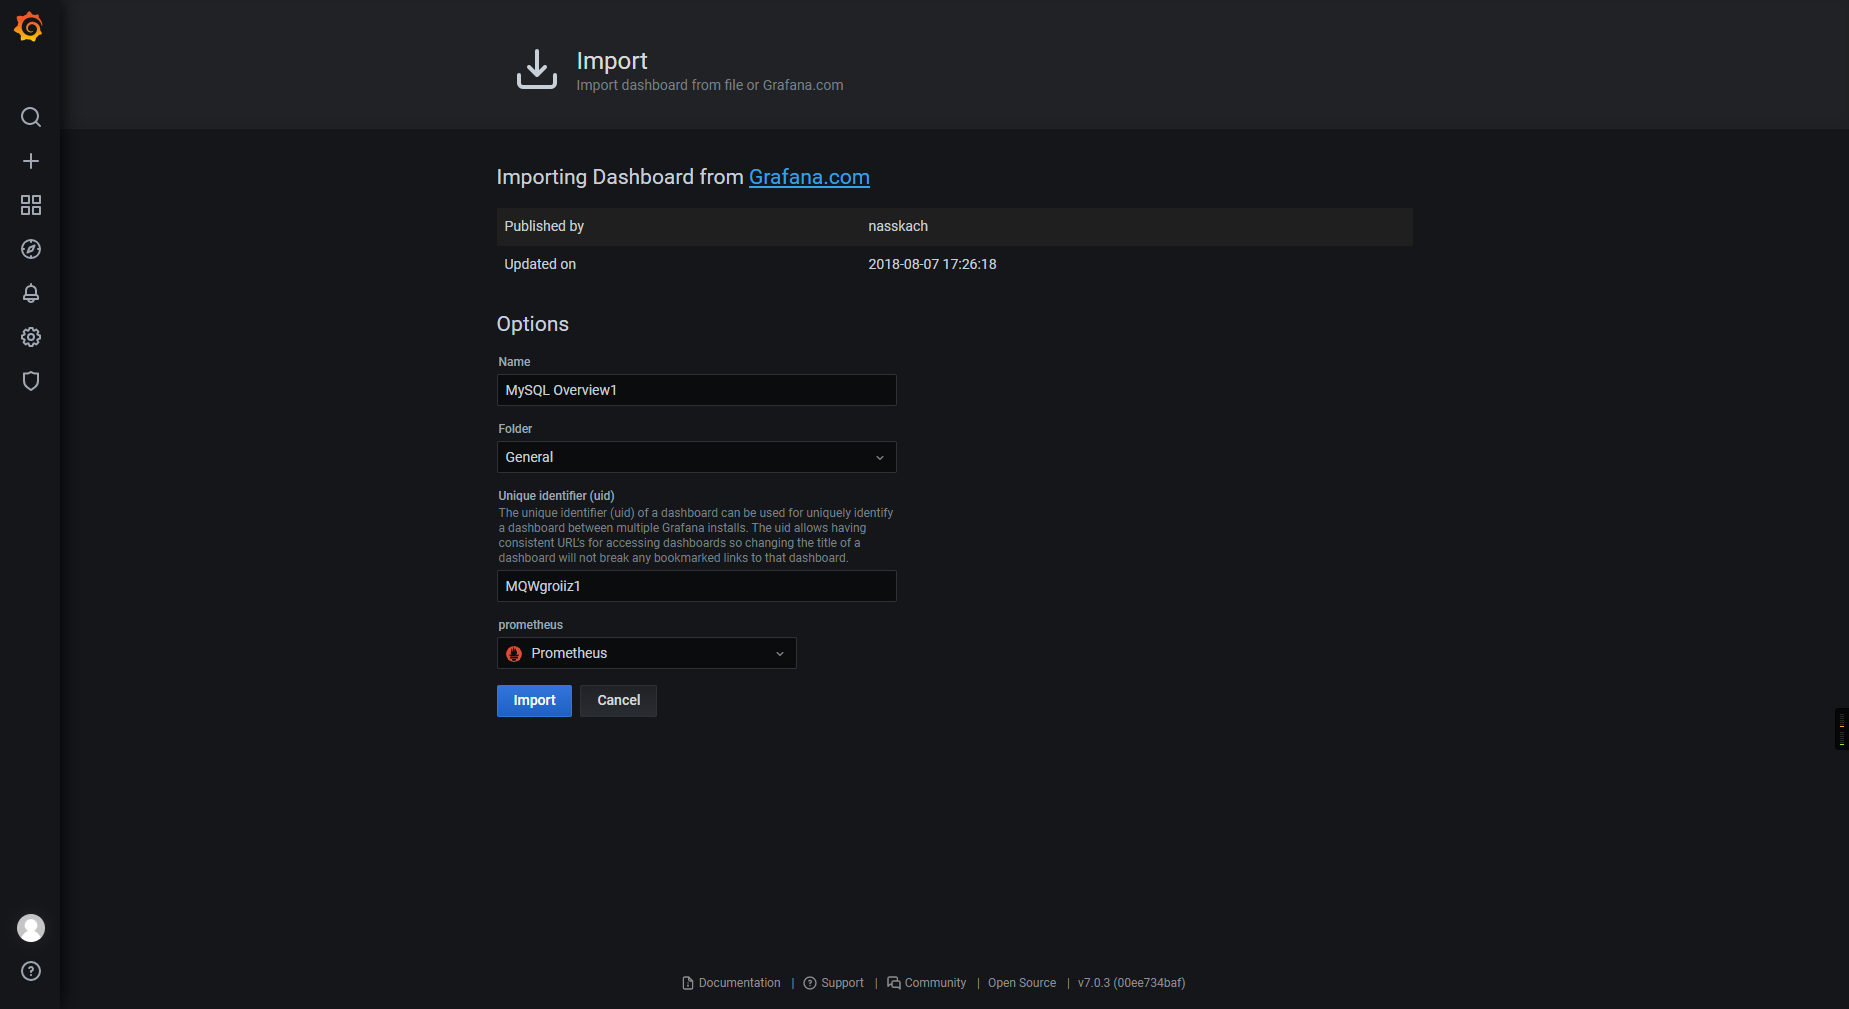 Import
Import dashboard from file or Grafana.com
Importing Dashboard from Grafana.com
Published by nasskach
Updated on 2018-08-07 17:26:18
Options
Name
MySQL Overview1
Folder
General
Unique identifier (uid)
The unique identifier (uid) of a dashboard can be used for uniquely identify
a dashboard between multiple Grafana installs. The uid allows having
consistent URL's for accessing dashboards so changing the title of a
dashboard will not break any bookmarked links to that dashboard.
MQWgroiiz1
prometheus
Prometheus
Import Cancel
Documentation | Support | Community | Open Source | v7.0.3 (00ee734baf)